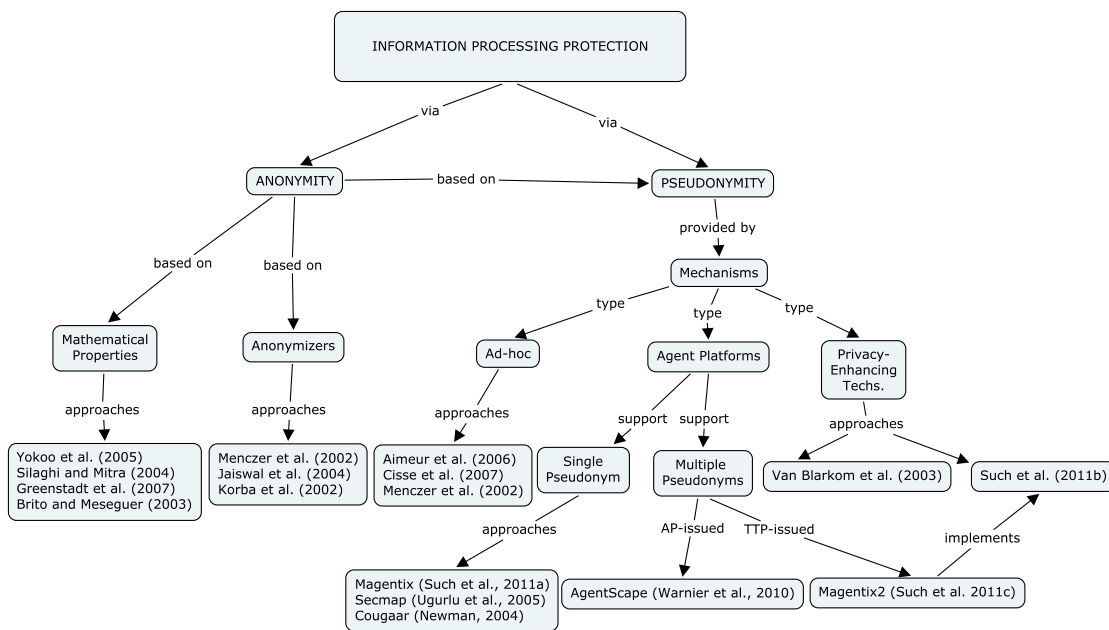 INFORMATION PROCESSING PROTECTION
via
via
ANONYMITY
based on
PSEUDONYMITY
provided by
based on
based on
Mechanisms
type
type
type
Mathematical
Properties
Anonymizers
Ad-hoc
Agent Platforms
Privacy-
Enhancing
Techs.
approaches
approaches
approaches
support
support
approaches
Yokoo et al. (2005)
Silaghi and Mitra (2004)
Greenstadt et al. (2007)
Brito and Meseguer (2003)
Menczer et al. (2002)
Jaiswal et al. (2004)
Korba et al. (2002)
Aimeur et al. (2006)
Cisse et al. (2007)
Menczer et al. (2002)
Single
Pseudonym
Multiple
Pseudonyms
Van Blarkom et al. (2003)
Such et al. (2011b)
approaches
AP-issued
TTP-issued
implements
Magentix (Such et al., 2011a)
Secmap (Ugurlu et al., 2005)
Cougaar (Newman, 2004)
AgentScape (Warnier et al., 2010)
Magentix2 (Such et al. 2011c)